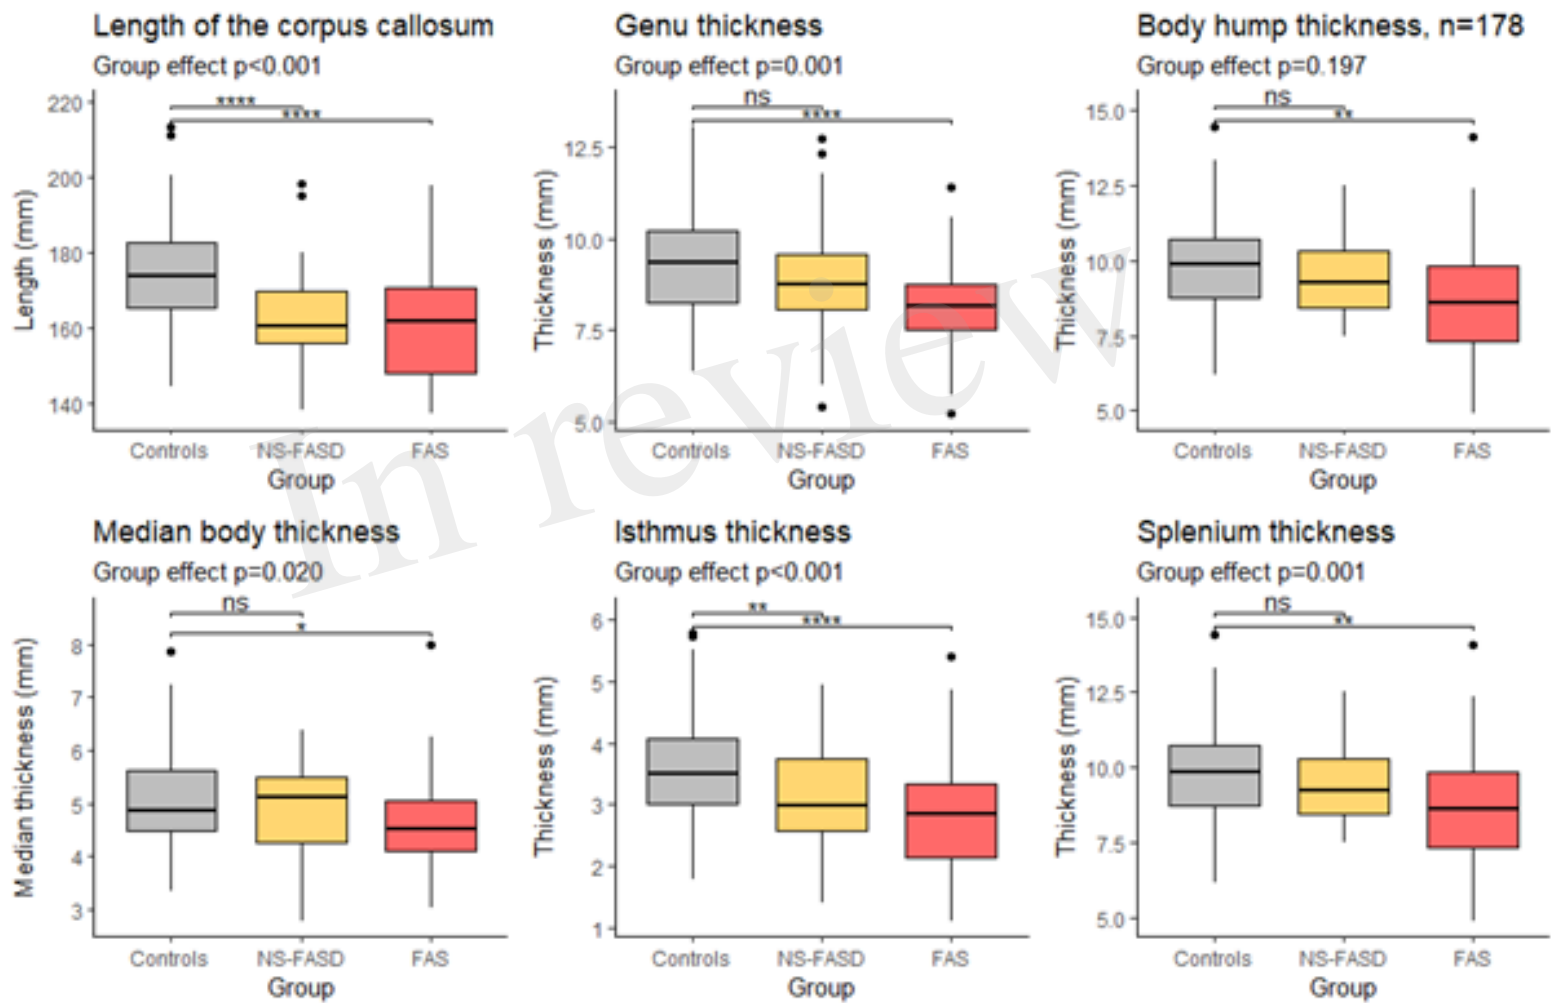 Length of the corpus callosum
Group effect p<0.001
****
****
220
200
180
160
140
Length (mm)
Controls NS-FASD FAS
Group
Genu thickness
Group effect p=0.001
ns
****
12.5
10.0
7.5
5.0
Thickness (mm)
Controls NS-FASD FAS
Group
Body hump thickness, n=178
Group effect p=0.197
ns
**
15.0
12.5
10.0
7.5
5.0
Thickness (mm)
Controls NS-FASD FAS
Group
Median body thickness
Group effect p=0.020
ns
*
8
7
6
5
4
3
Median thickness (mm)
Controls NS-FASD FAS
Group
Isthmus thickness
Group effect p<0.001
**
****
6
5
4
3
2
1
Thickness (mm)
Controls NS-FASD FAS
Group
Splenium thickness
Group effect p=0.001
ns
**
15.0
12.5
10.0
7.5
5.0
Thickness (mm)
Controls NS-FASD FAS
Group
In review